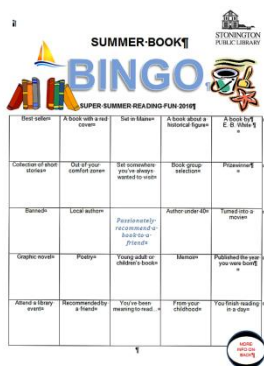 STONINGTON
PUBLIC LIBRARY
SUMMER·BOOK¶
BINGO
SUPER·SUMMER·READING·FUN·2016¶
Best·seller¤
A·book·with·a·red·
cover¤
Set·in·Maine¤
A·book·about·a·
historical·figure¤
A·book·by¶
E.·B.·White·¶
¤
Collection·of·short·
stories¤
Out·of·your·
comfort·zone¤
Set·somewhere·
you've·always·
wanted·to·visit¤
Book·group·
selection¤
Prizewinner¶
¤
Banned¤
Local·author¤
Passionately·
recommend·a·
book·to·a·
friend¤
Author·under·40¤
Turned·into·a·
movie¤
Graphic·novel¤
Poetry¤
Young·adult·or·
children's·book¤
Memoir¤
Published·the·year·
you·were·born¶
¤
Attend·a·library·
event¤
Recommended·by·
a·friend¤
You've·been·
meaning·to·read…¤
From·your·
childhood¤
You·finish·reading·
in·a·day¤
¶
MORE
INFO ON
BACK¶